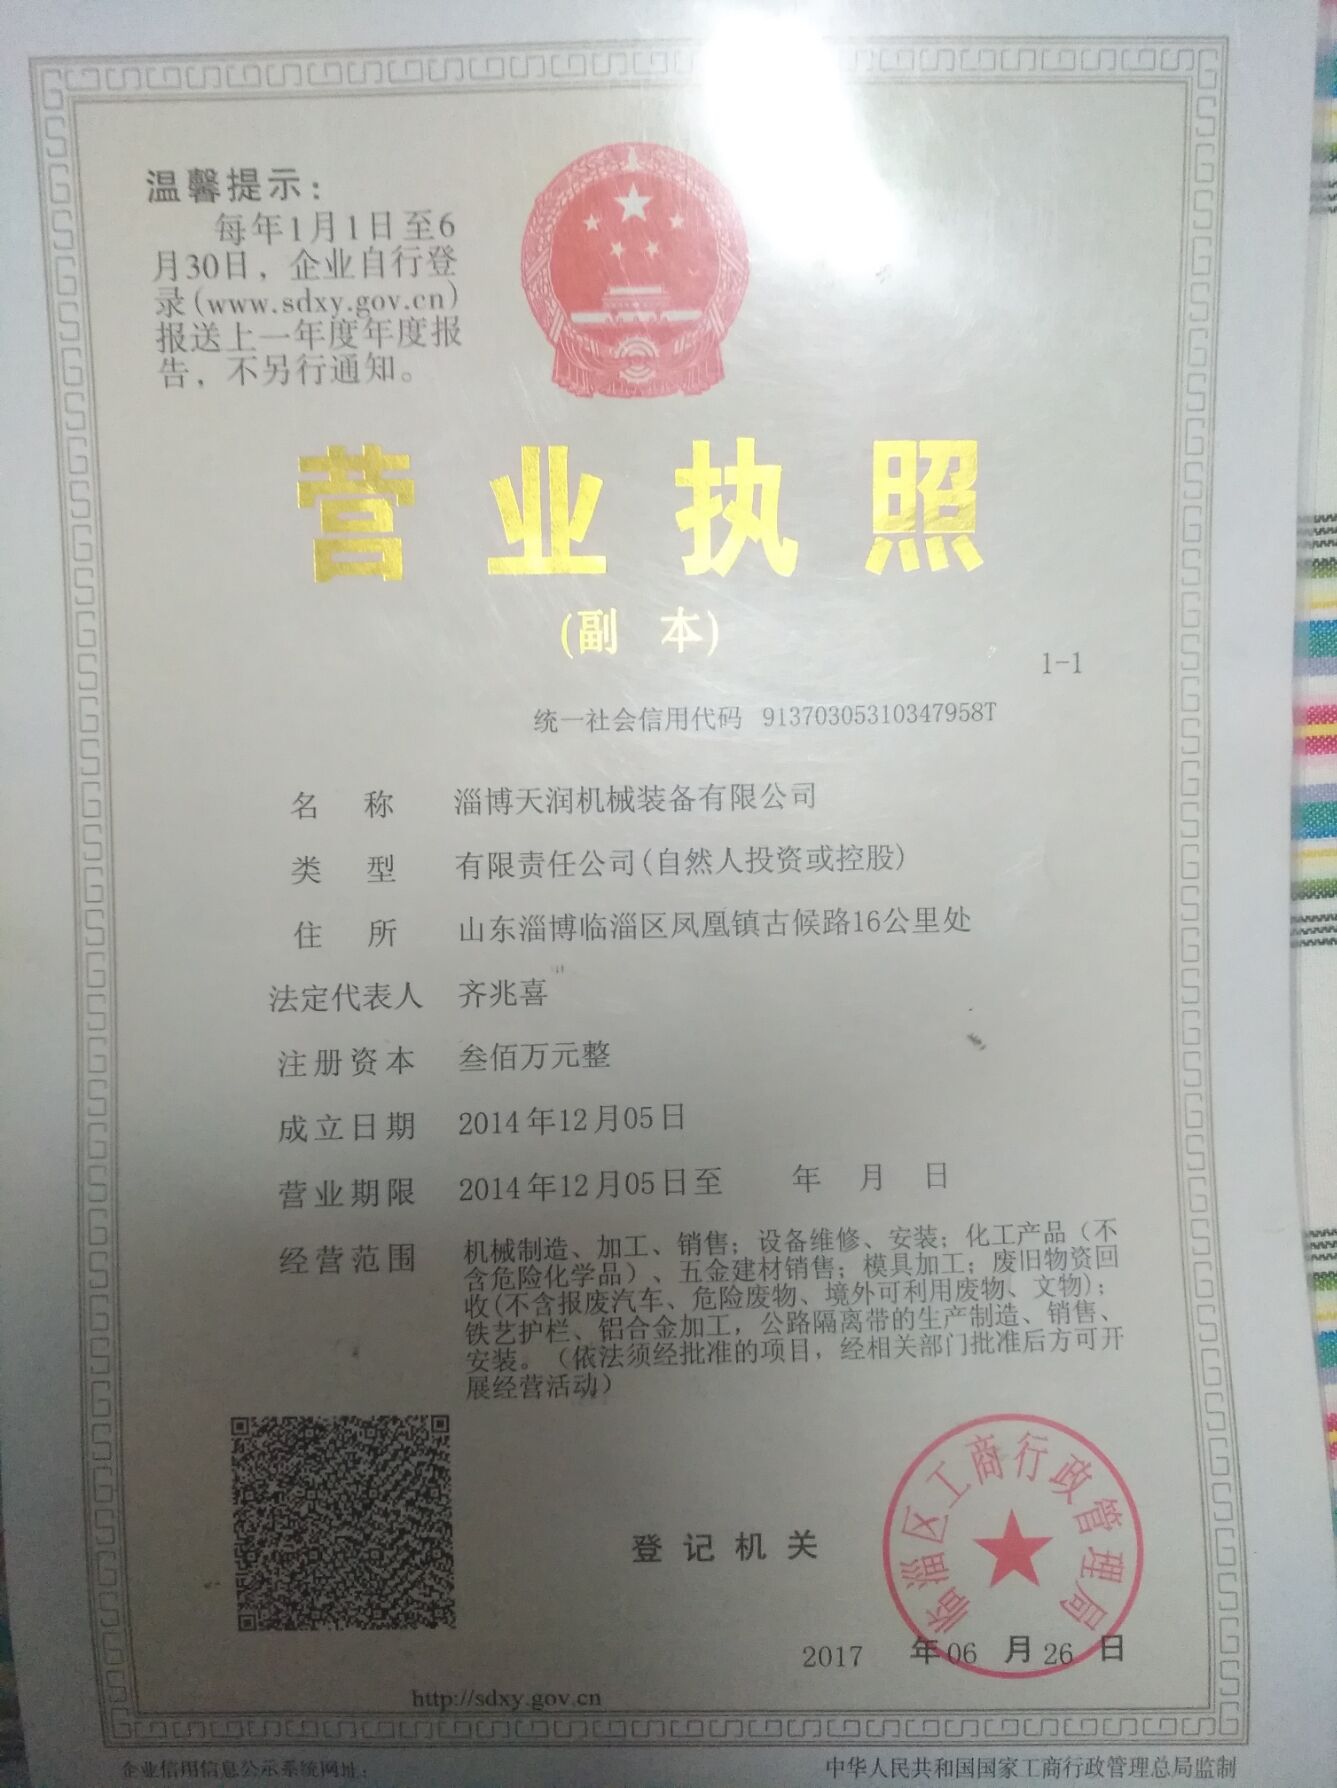 温馨提示：
每年1月1日至6
月30日，企业自行登
录(www.sdxy.gov.cn)
报送上一年度年度报
告，不另行通知。
营业执照
(副 本)
1-1
统一社会信用代码 91370305310347958T
名 称 淄博天润机械装备有限公司
类 型 有限责任公司(自然人投资或控股)
住 所 山东淄博临淄区凤凰镇古候路16公里处
法定代表人 齐兆喜
注册资本 叁佰万元整
成立日期 2014年12月05日
营业期限 2014年12月05日至 年 月 日
经营范围 机械制造、加工、销售；设备维修、安装；化工产品（不
含危险化学品）、五金建材销售；模具加工；废旧物资回
收(不含报废汽车、危险废物、境外可利用废物、文物)；
铁艺护栏、铝合金加工，公路隔离带的生产制造、销售、
安装。（依法须经批准的项目，经相关部门批准后方可开
展经营活动）
登记机关
临淄区工商行政管理局
2017 年06 月26 日
http://sdxy.gov.cn
企业信用信息公示系统网址：
中华人民共和国国家工商行政管理总局监制